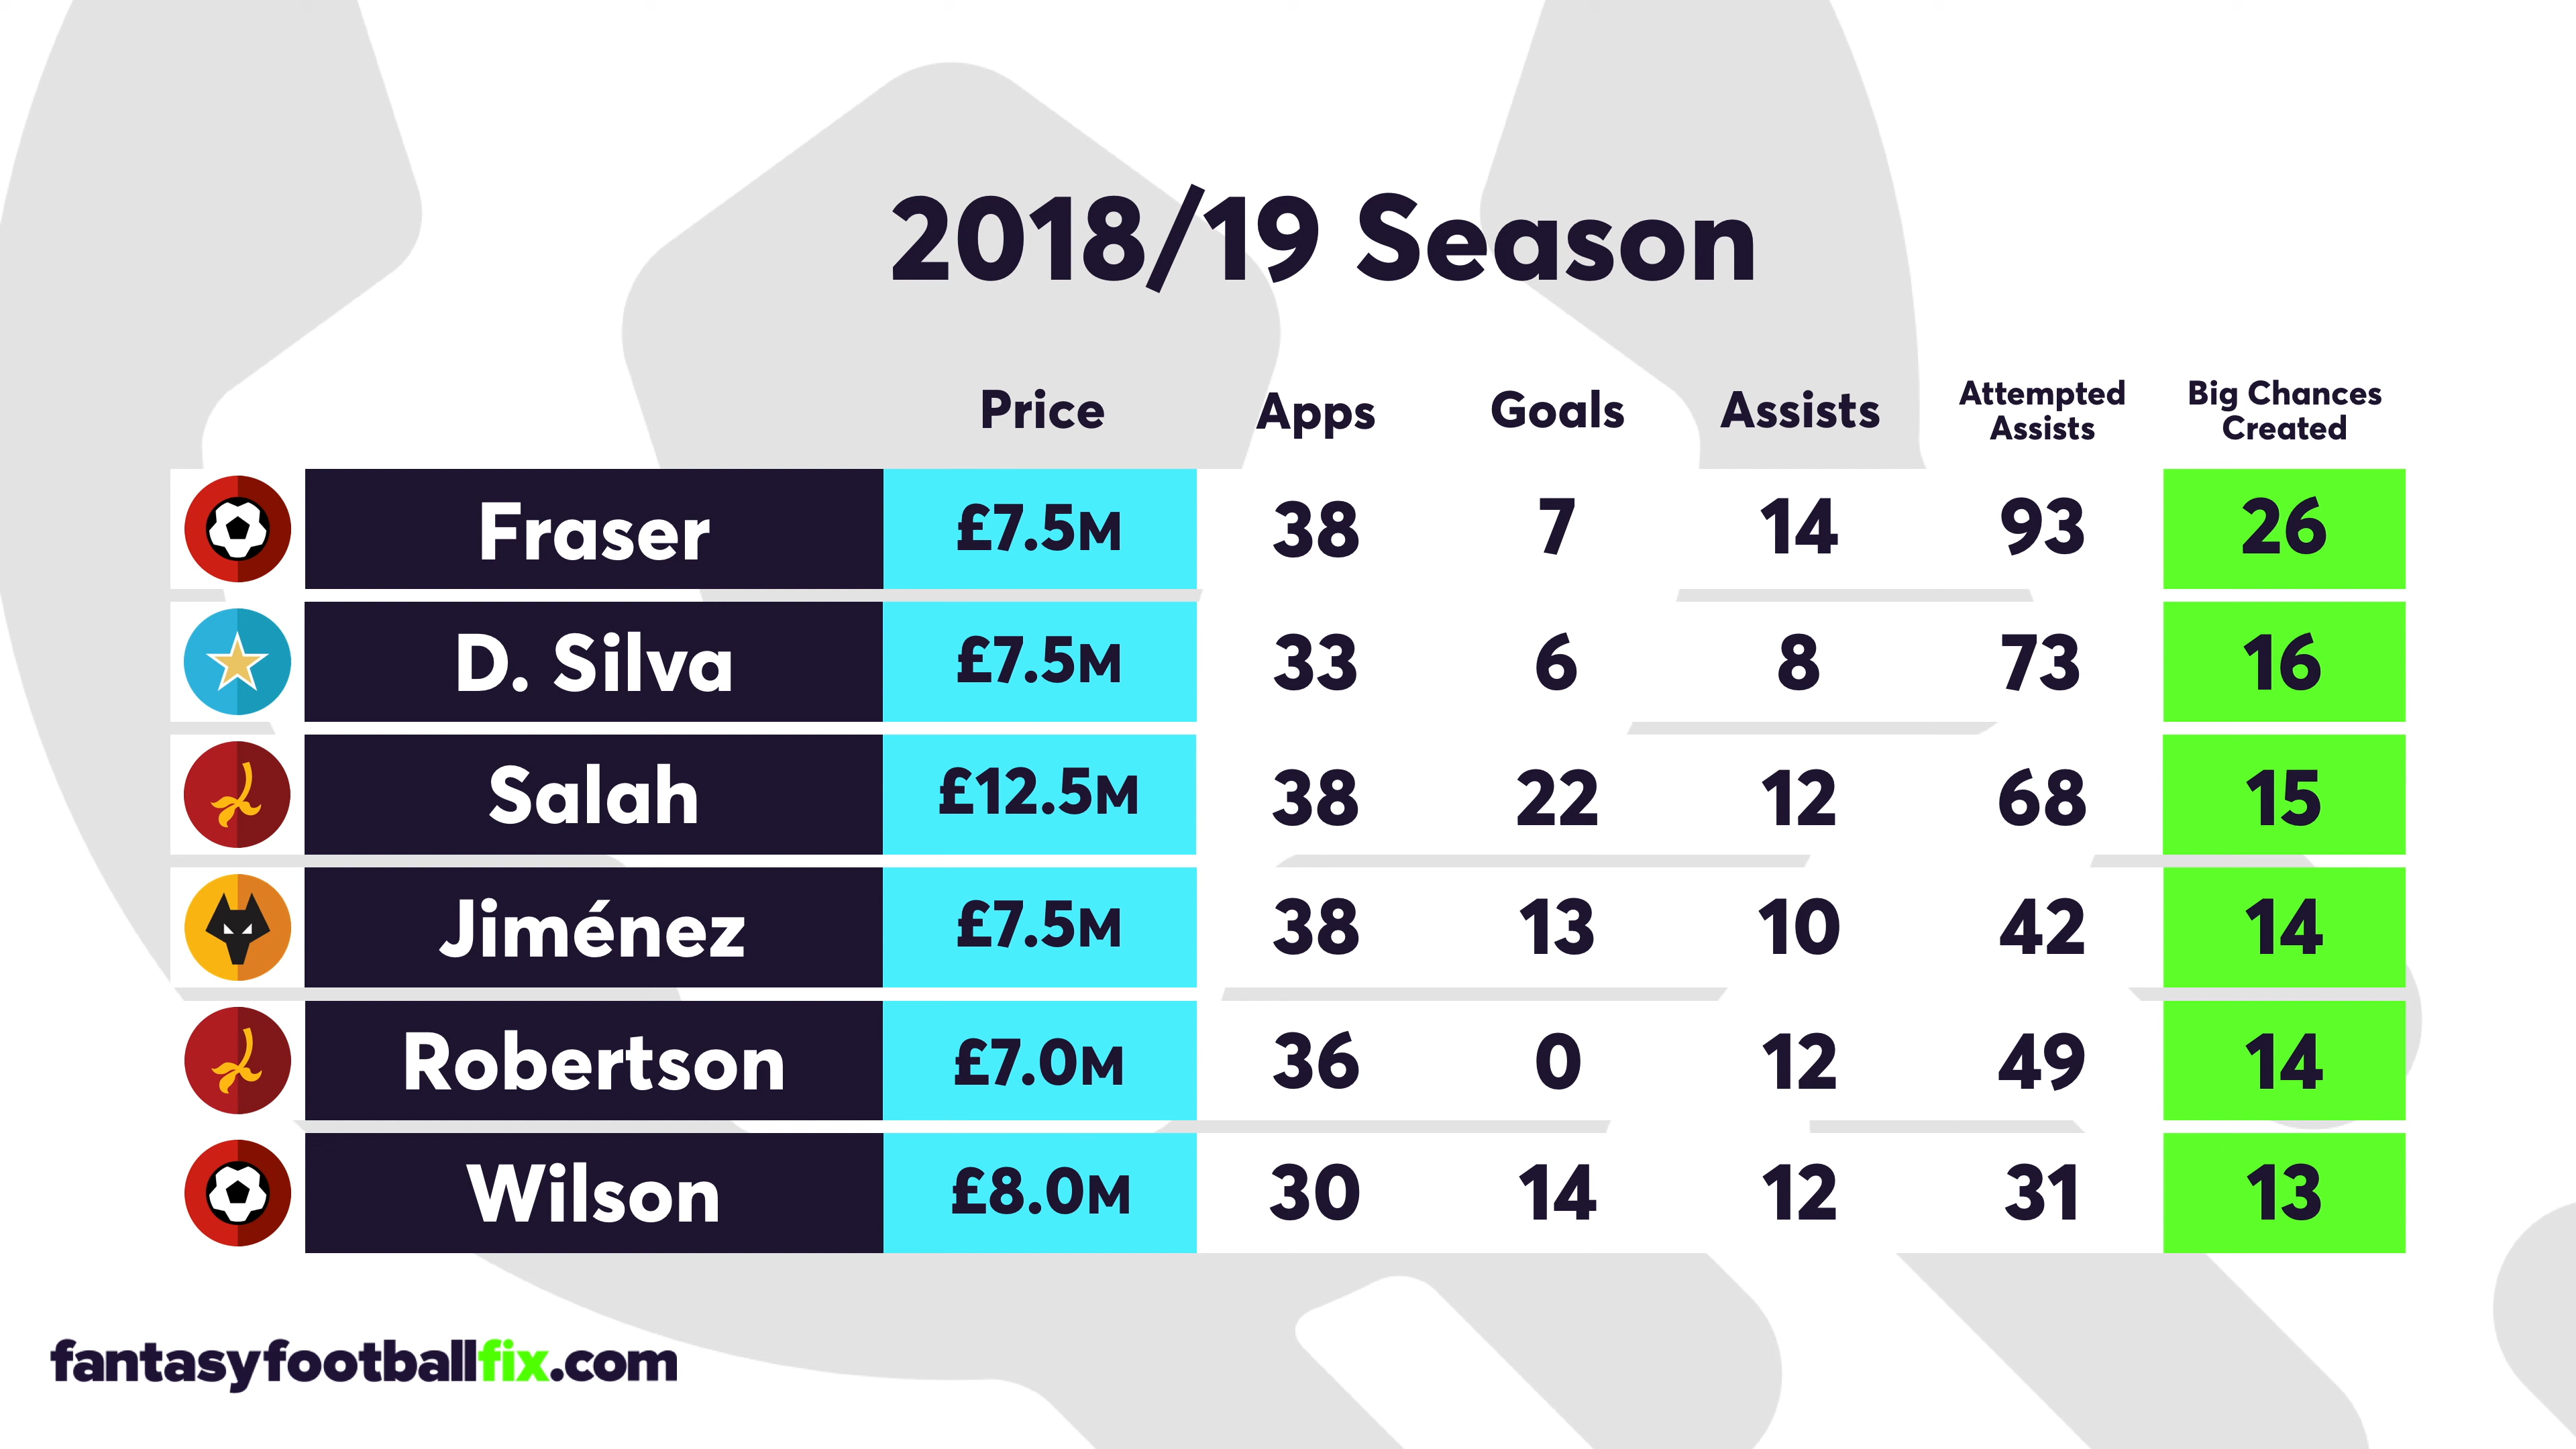 2018/19 Season
Price Apps Goals Assists Attempted Assists Big Chances Created
Fraser £7.5M 38 7 14 93 26
D. Silva £7.5M 33 6 8 73 16
Salah £12.5M 38 22 12 68 15
Jiménez £7.5M 38 13 10 42 14
Robertson £7.0M 36 0 12 49 14
Wilson £8.0M 30 14 12 31 13
fantasyfootballfix.com